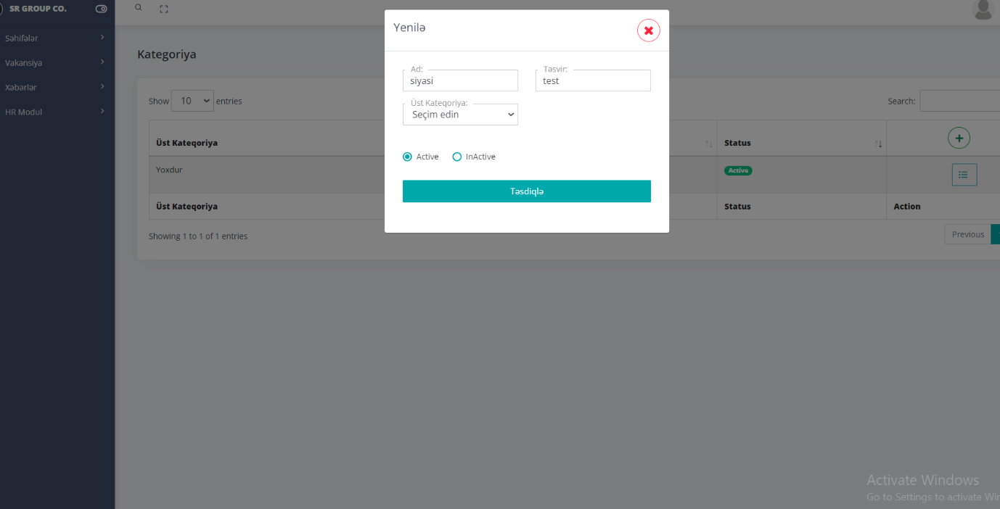 SR GROUP CO.
Səhifələr
Vakansiya
Xəbərlər
HR Modul
Kategoriya
Show 10 entries
Search:
Üst Kateqoriya
Status
Yoxdur
Active
Üst Kateqoriya
Status
Action
Showing 1 to 1 of 1 entries
Previous
Yenilə
Ad:
siyasi
Təsvir:
test
Üst Kateqoriya:
Seçim edin
Active
InActive
Təsdiqlə
Activate Windows
Go to Settings to activate